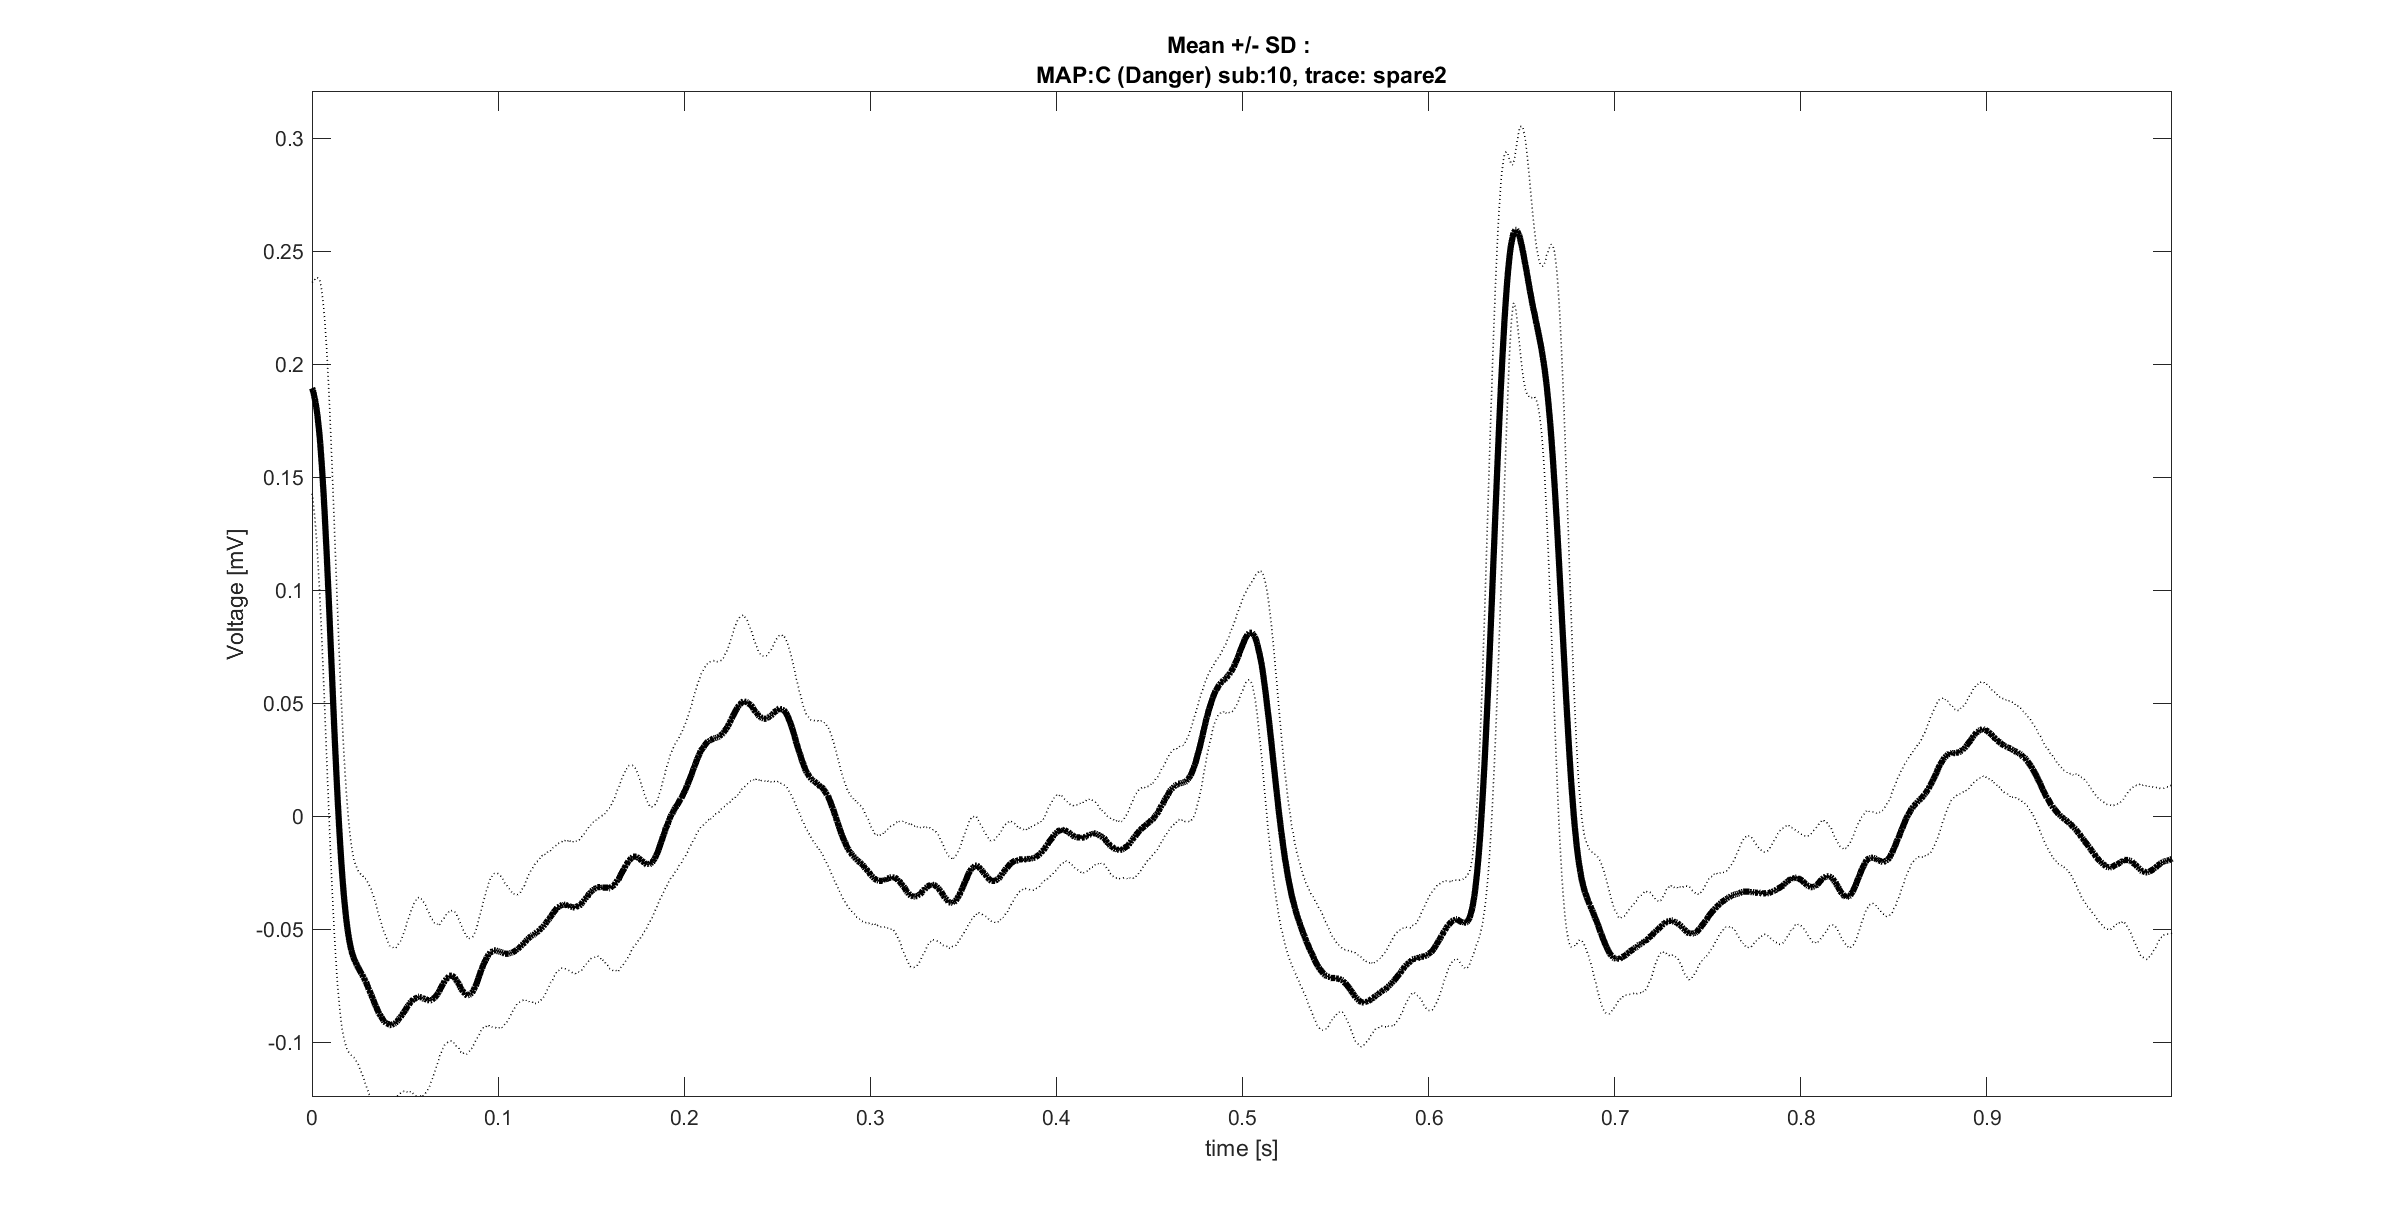 Mean +/- SD :
MAP:C (Danger) sub:10, trace: spare2
0.3
0.25
0.2
0.15
0.1
0.05
0
-0.05
-0.1
Voltage [mV]
0 0.1 0.2 0.3 0.4 0.5 0.6 0.7 0.8 0.9
time [s]